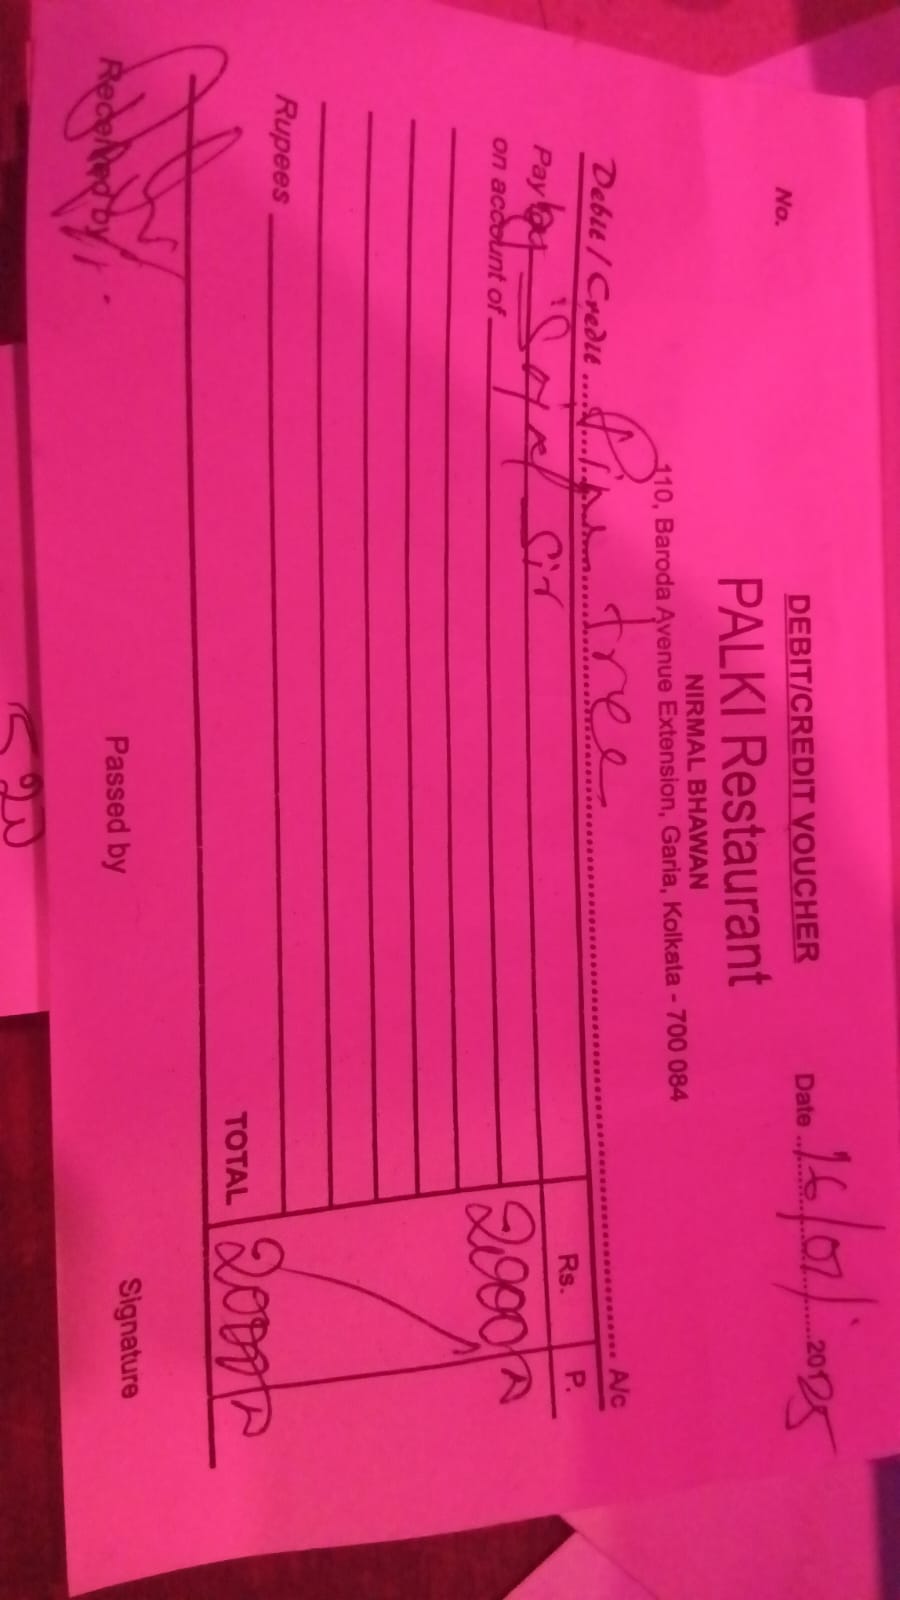 DEBIT/CREDIT VOUCHER
No.
Date 16/07/2025
PALKI Restaurant
NIRMAL BHAWAN
110, Baroda Avenue Extension, Garia, Kolkata - 700 084
Debit / Credit ........ tree ........ A/c
Rs. P.
Pay to Sir
on account of
2000
Rupees
TOTAL 2000
Received by
Passed by
Signature